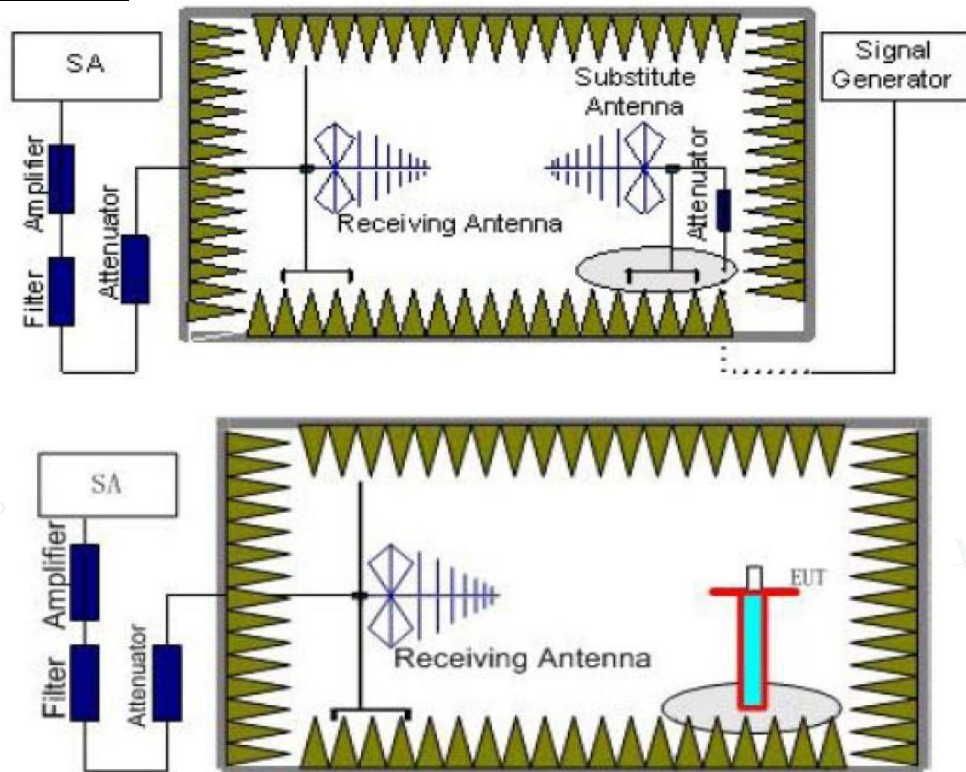 SA
Signal
Generator
Substitute
Antenna
Amplifier
Filter
Attenuator
Receiving Antenna
Attenuator
SA
Amplifier
Filter
Attenuator
Receiving Antenna
EUT